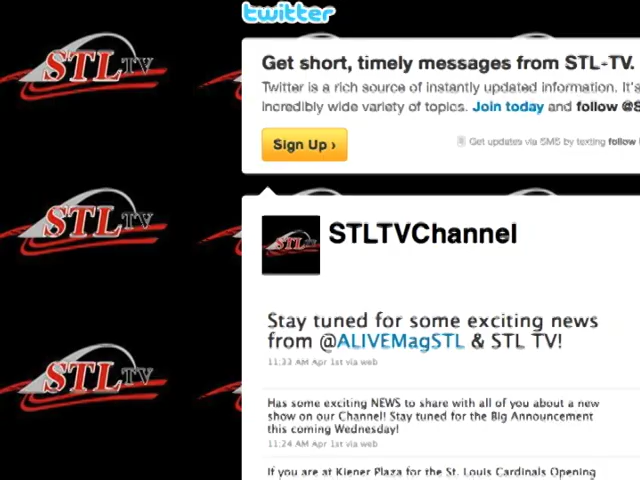 twitter
STL TV
Get short, timely messages from STL-TV.
Twitter is a rich source of instantly updated information. It's
incredibly wide variety of topics. Join today and follow @S
Sign Up ›
Get updates via SMS by texting follow
STL TV
STL TV
STLTVChannel
Stay tuned for some exciting news
from @ALIVEMagSTL & STL TV!
11:33 AM Apr 1st via web
STL TV
Has some exciting NEWS to share with all of you about a new
show on our Channel! Stay tuned for the Big Announcement
this coming Wednesday!
11:24 AM Apr 1st via web
If you are at Kiener Plaza for the St. Louis Cardinals Opening